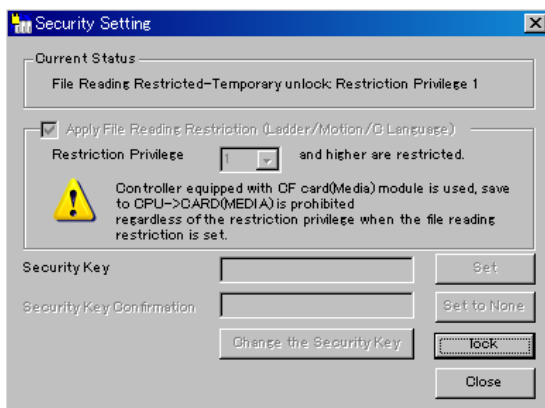 Security Setting
Current Status
File Reading Restricted-Temporary unlock: Restriction Privilege 1
Apply File Reading Restriction (Ladder/Motion/C Language)
Restriction Privilege 1 and higher are restricted.
Controller equipped with CF card(Media) module is used, save
to CPU->CARD(MEDIA) is prohibited
regardless of the restriction privilege when the file reading
restriction is set.
Security Key
Set
Security Key Confirmation
Set to None
Change the Security Key
lock
Close